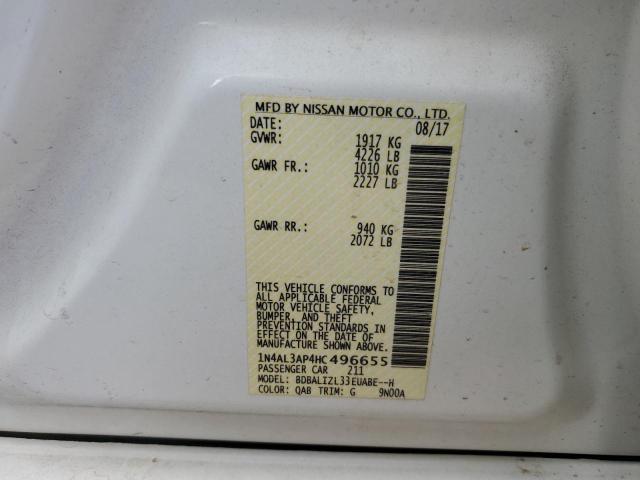 MFD BY NISSAN MOTOR CO., LTD.
DATE: 08/17
GVWR: 1917 KG
4226 LB
GAWR FR.: 1010 KG
2227 LB
GAWR RR.: 940 KG
2072 LB
THIS VEHICLE CONFORMS TO
ALL APPLICABLE FEDERAL
MOTOR VEHICLE SAFETY,
BUMPER, AND THEFT
PREVENTION STANDARDS IN
EFFECT ON THE DATE OF
MANUFACTURE SHOWN ABOVE.
1N4AL3AP4HC496655
PASSENGER CAR 211
MODEL: BDBALIZL33EUABE--H
COLOR: QAB TRIM: G 9N00A